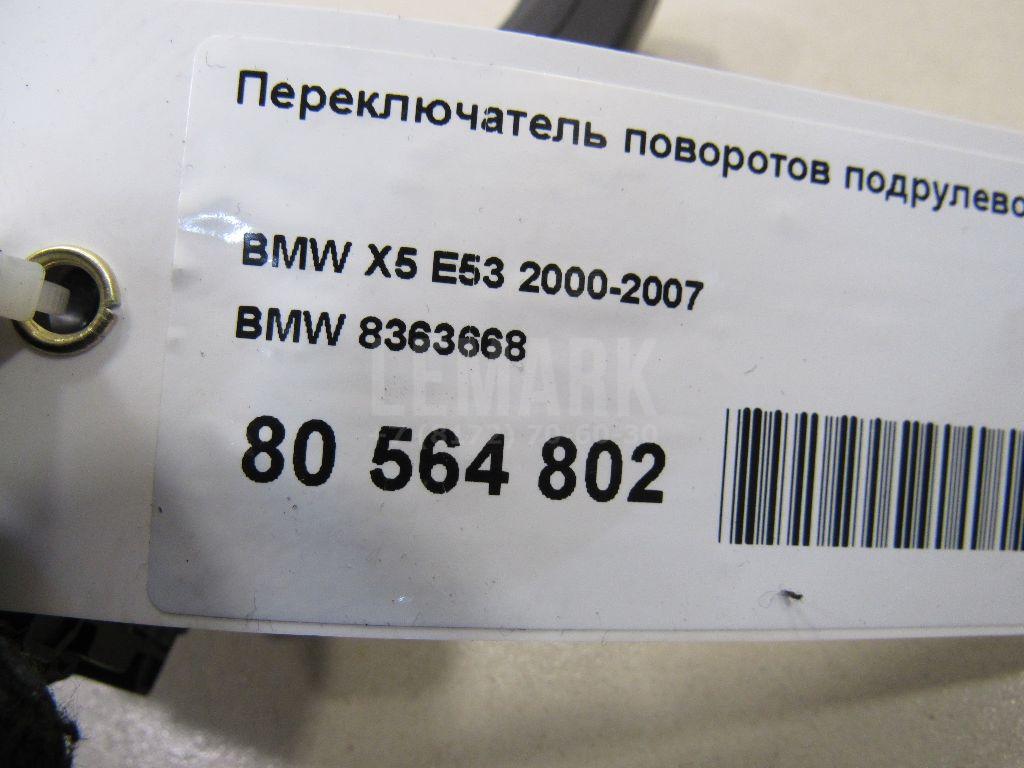 Переключатель поворотов подрулево
BMW X5 E53 2000-2007
BMW 8363668
LEMARK
80 564 802